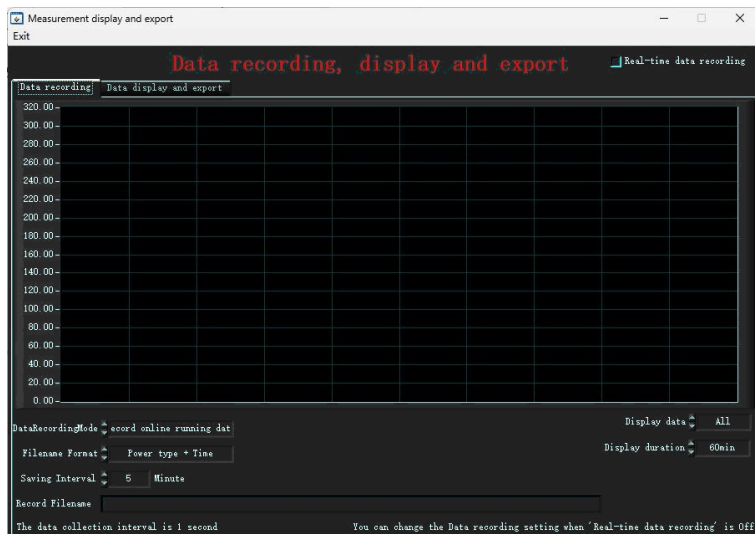 Measurement display and export
Exit
Data recording, display and export
Real-time data recording
Data recording
Data display and export
320.00
300.00
280.00
260.00
240.00
220.00
200.00
180.00
160.00
140.00
120.00
100.00
80.00
60.00
40.00
20.00
0.00
DataRecordingMode ecord online running dat
Display data All
Filename Format Power type + Time
Display duration 60min
Saving Interval 5 Minute
Record Filename
The data collection interval is 1 second
You can change the Data recording setting when 'Real-time data recording' is Off